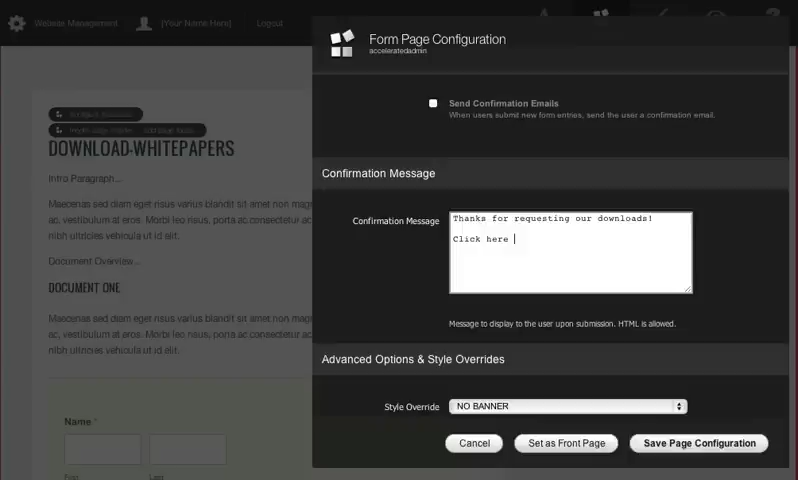 Website Management
[Your Name Here]
Logout
Form Page Configuration
acceleratedadmin
Send Confirmation Emails
When users submit new form entries, send the user a confirmation email.
DOWNLOAD-WHITEPAPERS
Intro Paragraph...
Maecenas sed diam eget risus varius blandit sit amet non mag
ac, vestibulum at eros. Morbi leo risus, porta ac consectetur ac
nibh ultricies vehicula ut id elit.
Document Overview...
DOCUMENT ONE
Maecenas sed diam eget risus varius blandit sit amet non mag
ac, vestibulum at eros. Morbi leo risus, porta ac consectetur ac
nibh ultricies vehicula ut id elit.
Name *
First
Last
Confirmation Message
Confirmation Message
Thanks for requesting our downloads!
Click here
Message to display to the user upon submission. HTML is allowed.
Advanced Options & Style Overrides
Style Override
NO BANNER
Cancel
Set as Front Page
Save Page Configuration